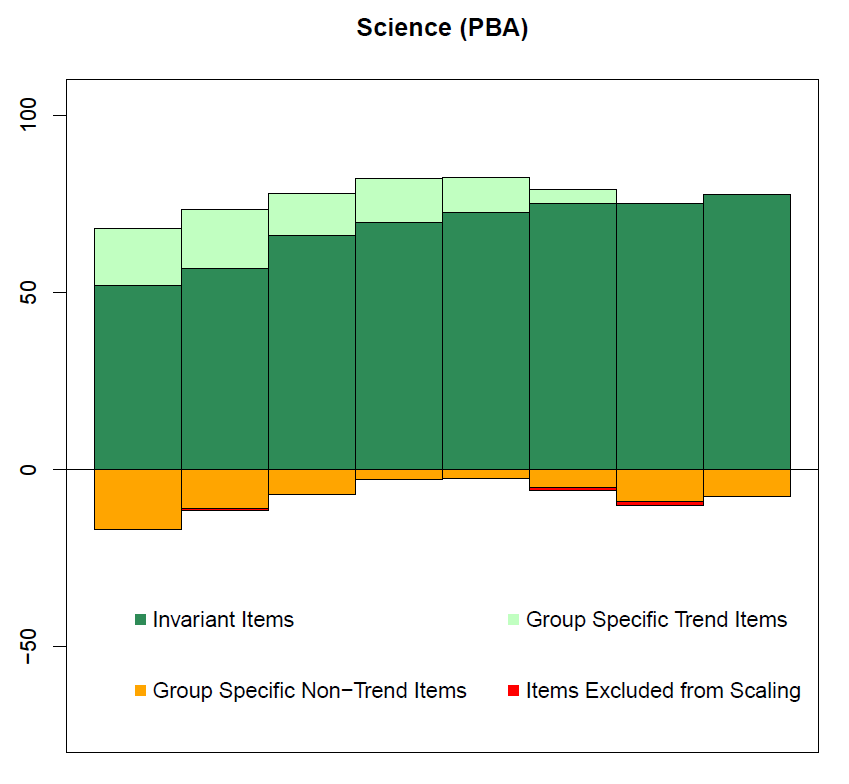 Science (PBA)
100
50
0
−50
Invariant Items
Group Specific Trend Items
Group Specific Non−Trend Items
Items Excluded from Scaling